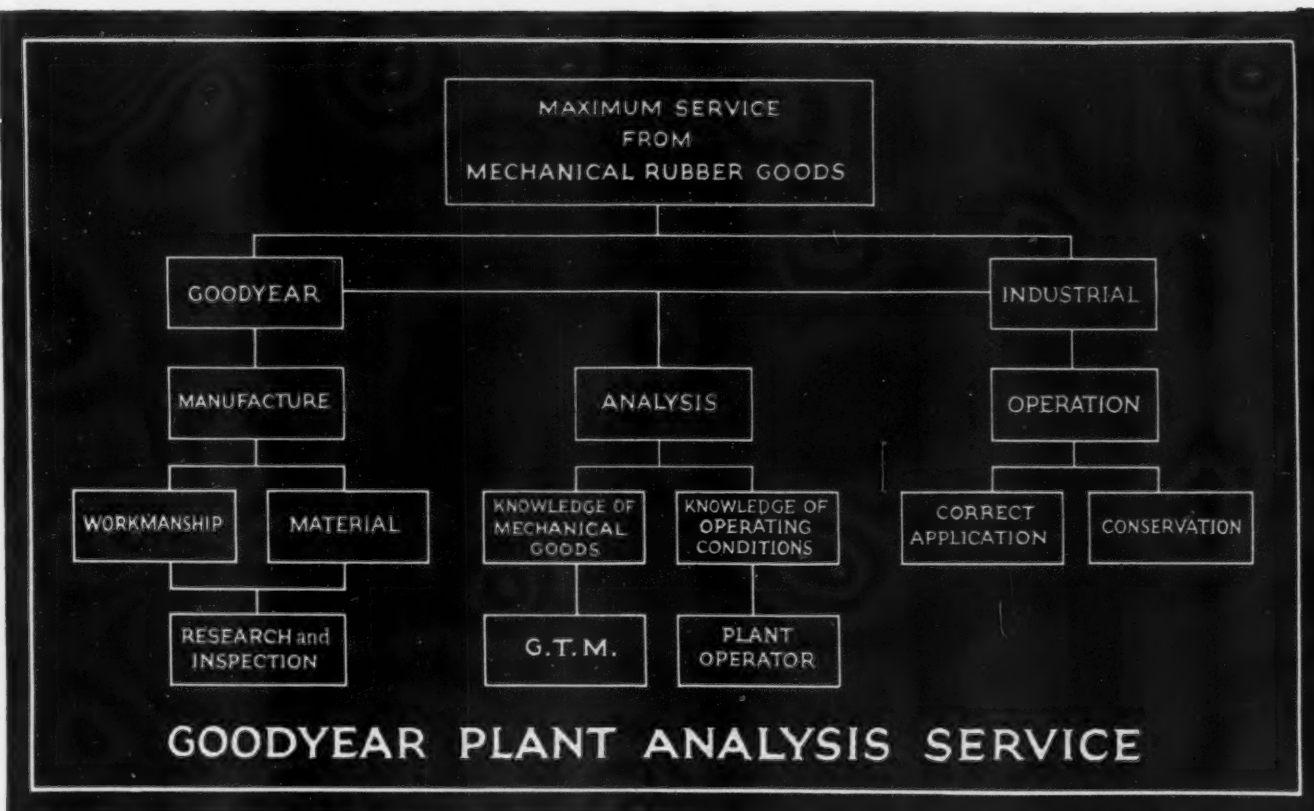 MAXIMUM SERVICE
FROM
MECHANICAL RUBBER GOODS
GOODYEAR
INDUSTRIAL
MANUFACTURE
ANALYSIS
OPERATION
WORKMANSHIP
MATERIAL
KNOWLEDGE OF
MECHANICAL
GOODS
KNOWLEDGE OF
OPERATING
CONDITIONS
CORRECT
APPLICATION
CONSERVATION
RESEARCH and
INSPECTION
G.T.M.
PLANT
OPERATOR
GOODYEAR PLANT ANALYSIS SERVICE